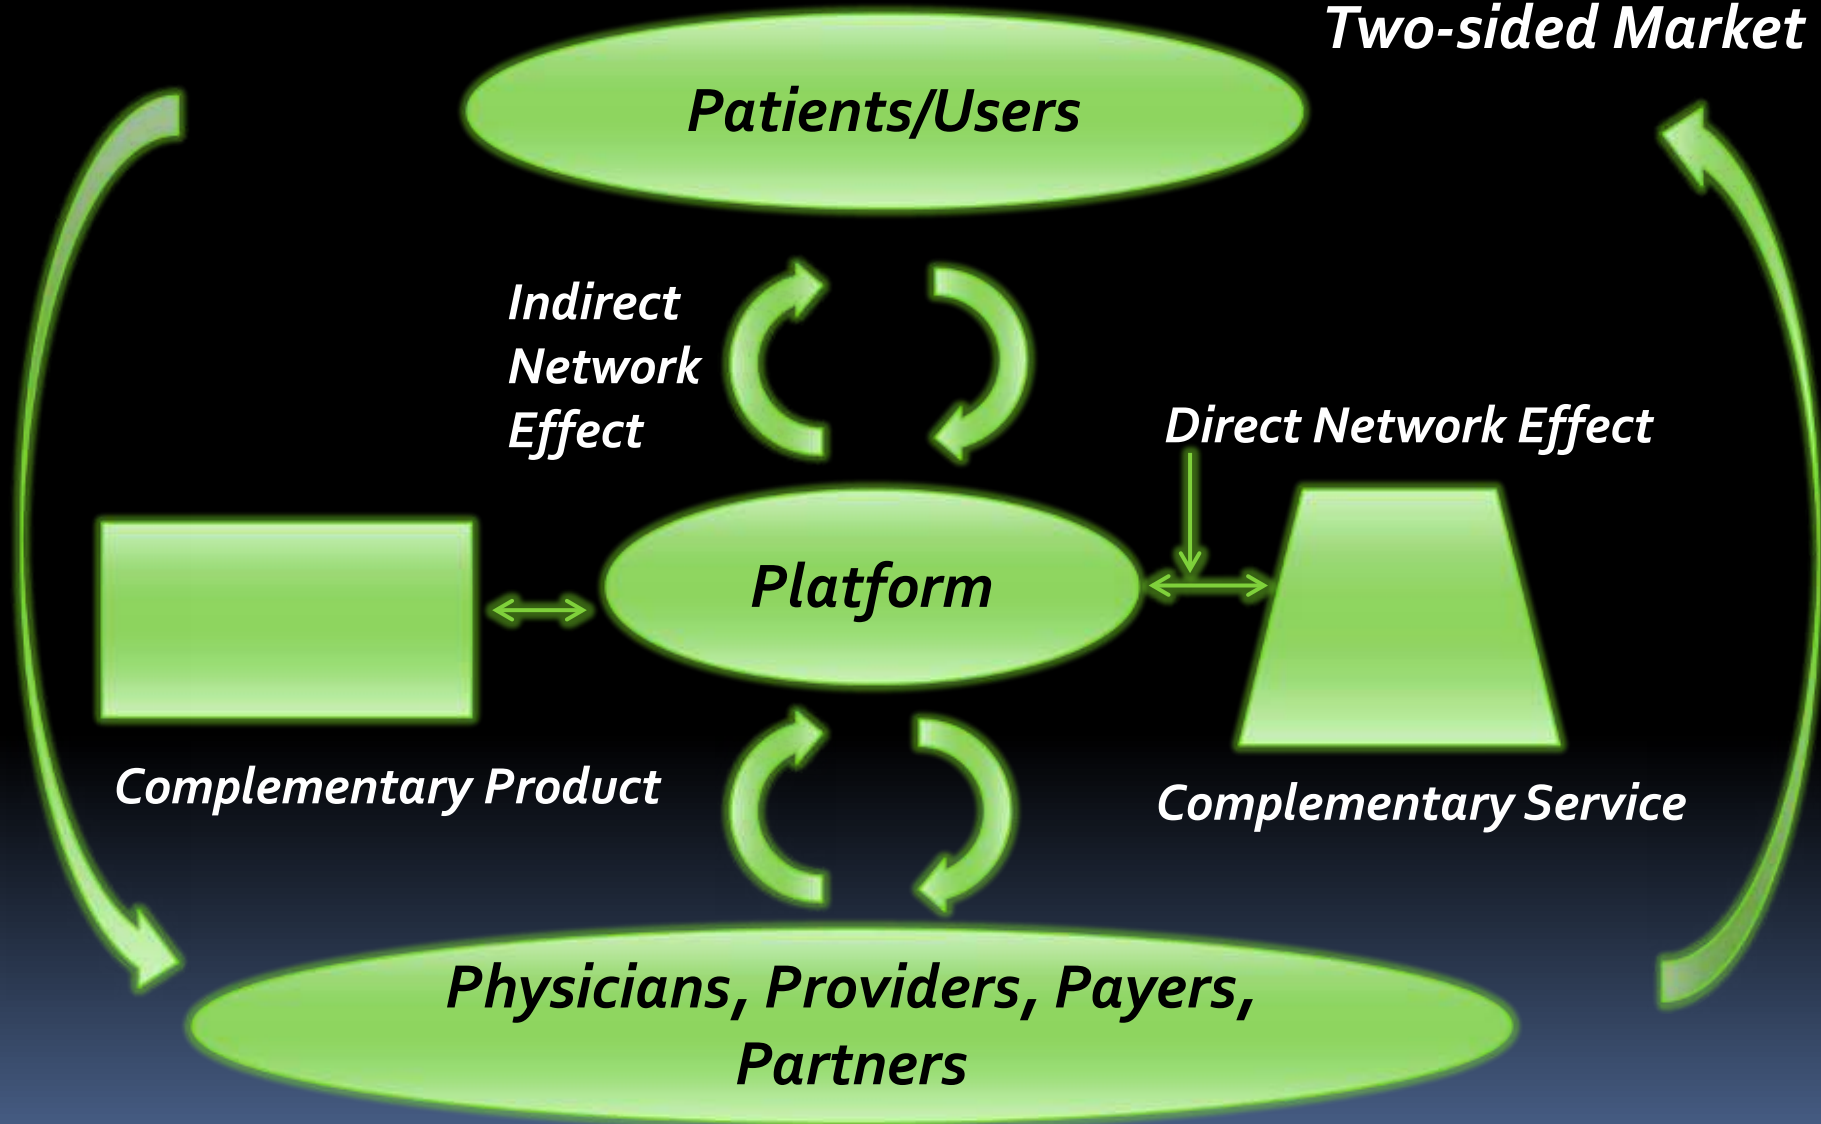 Two-sided Market
Patients/Users
Indirect
Network
Effect
Direct Network Effect
Platform
Complementary Product
Complementary Service
Physicians, Providers, Payers,
Partners